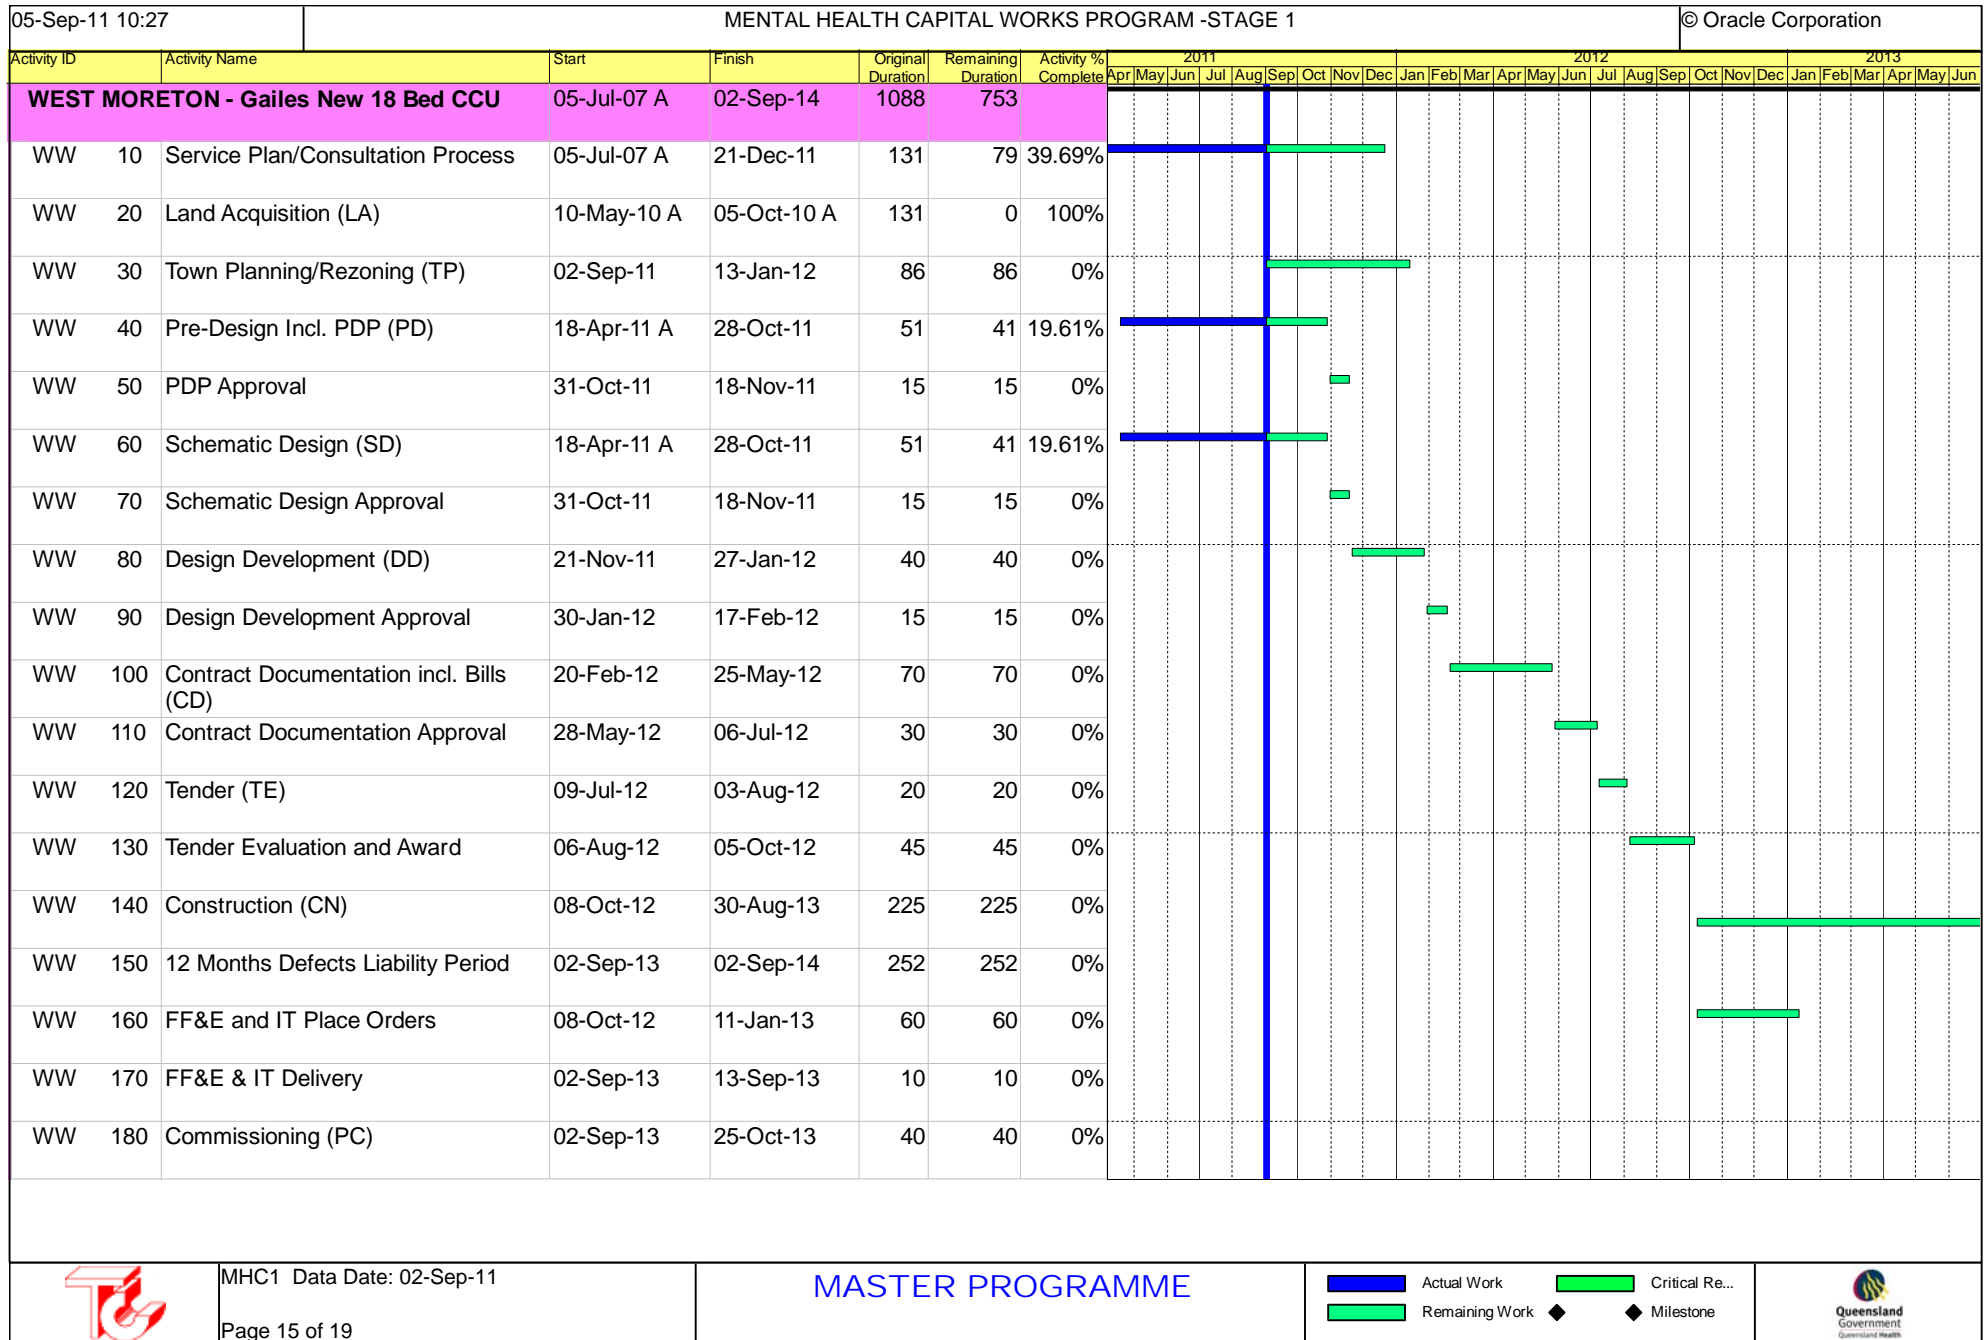 05-Sep-11 10:27 MENTAL HEALTH CAPITAL WORKS PROGRAM -STAGE 1 © Oracle Corporation
Activity ID Activity Name Start Finish Original Duration Remaining Duration Activity % Complete 2011 2012 2013
Apr May Jun Jul Aug Sep Oct Nov Dec Jan Feb Mar Apr May Jun Jul Aug Sep Oct Nov Dec Jan Feb Mar Apr May Jun
WEST MORETON - Gailes New 18 Bed CCU 05-Jul-07 A 02-Sep-14 1088 753
WW 10 Service Plan/Consultation Process 05-Jul-07 A 21-Dec-11 131 79 39.69%
WW 20 Land Acquisition (LA) 10-May-10 A 05-Oct-10 A 131 0 100%
WW 30 Town Planning/Rezoning (TP) 02-Sep-11 13-Jan-12 86 86 0%
WW 40 Pre-Design Incl. PDP (PD) 18-Apr-11 A 28-Oct-11 51 41 19.61%
WW 50 PDP Approval 31-Oct-11 18-Nov-11 15 15 0%
WW 60 Schematic Design (SD) 18-Apr-11 A 28-Oct-11 51 41 19.61%
WW 70 Schematic Design Approval 31-Oct-11 18-Nov-11 15 15 0%
WW 80 Design Development (DD) 21-Nov-11 27-Jan-12 40 40 0%
WW 90 Design Development Approval 30-Jan-12 17-Feb-12 15 15 0%
WW 100 Contract Documentation incl. Bills 20-Feb-12 25-May-12 70 70 0%
(CD)
WW 110 Contract Documentation Approval 28-May-12 06-Jul-12 30 30 0%
WW 120 Tender (TE) 09-Jul-12 03-Aug-12 20 20 0%
WW 130 Tender Evaluation and Award 06-Aug-12 05-Oct-12 45 45 0%
WW 140 Construction (CN) 08-Oct-12 30-Aug-13 225 225 0%
WW 150 12 Months Defects Liability Period 02-Sep-13 02-Sep-14 252 252 0%
WW 160 FF&E and IT Place Orders 08-Oct-12 11-Jan-13 60 60 0%
WW 170 FF&E & IT Delivery 02-Sep-13 13-Sep-13 10 10 0%
WW 180 Commissioning (PC) 02-Sep-13 25-Oct-13 40 40 0%
MHC1 Data Date: 02-Sep-11
Page 15 of 19
MASTER PROGRAMME
Actual Work Critical Re...
Remaining Work Milestone
Queensland
Government
Queensland Health